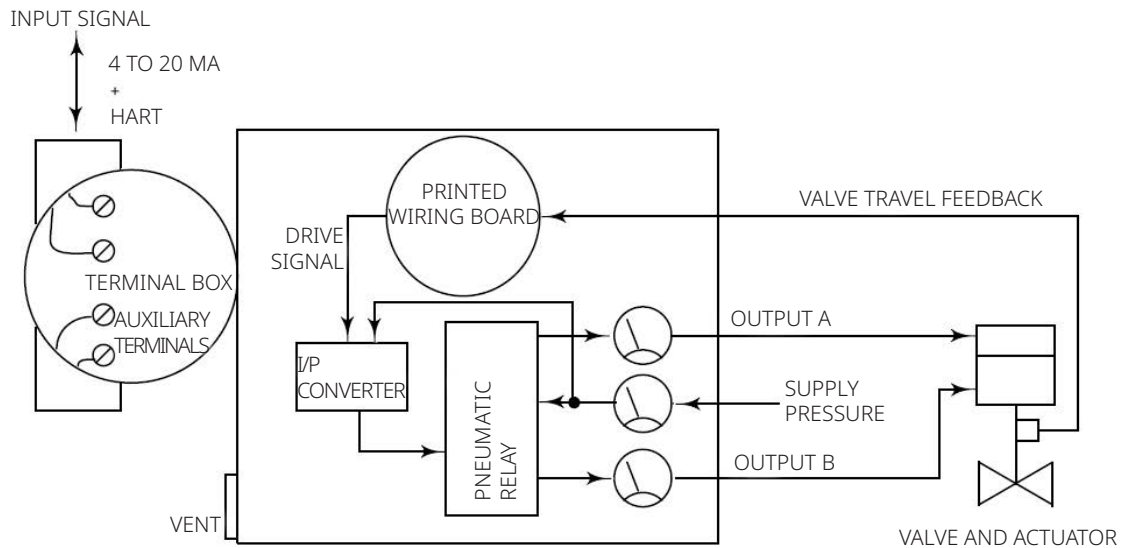 INPUT SIGNAL
4 TO 20 MA
+
HART
TERMINAL BOX
AUXILIARY
TERMINALS
PRINTED
WIRING BOARD
DRIVE
SIGNAL
I/P
CONVERTER
PNEUMATIC
RELAY
VALVE TRAVEL FEEDBACK
OUTPUT A
SUPPLY
PRESSURE
OUTPUT B
VENT
VALVE AND ACTUATOR